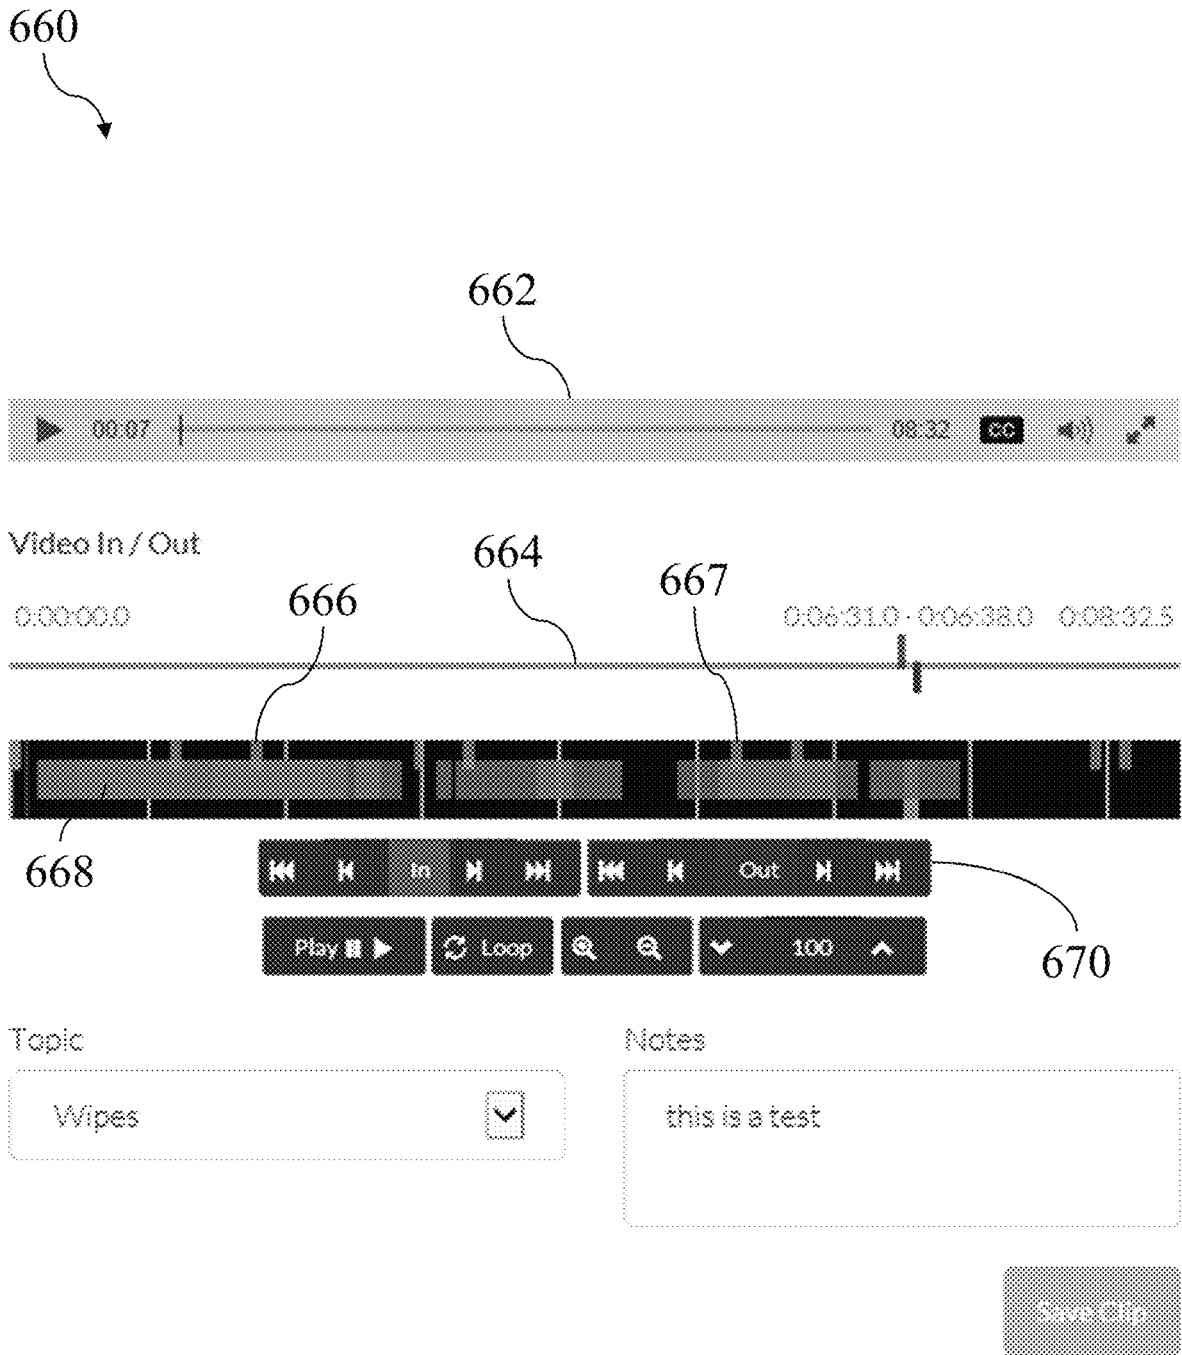 660
662
00:07 08:32 CC
Video In / Out
664
667
666
0:00:00.0 0:06:31.0 - 0:06:38.0 0:08:32.5
668
In Out
Play Loop 100
670
Topic Notes
Wipes this is a test
Save Clip